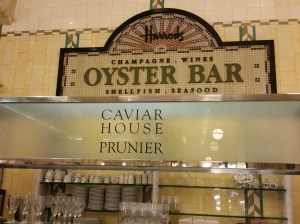 Harrods
CHAMPAGNE . WINES
OYSTER BAR
SHELLFISH . SEAFOOD
CAVIAR
HOUSE
PRUNIER